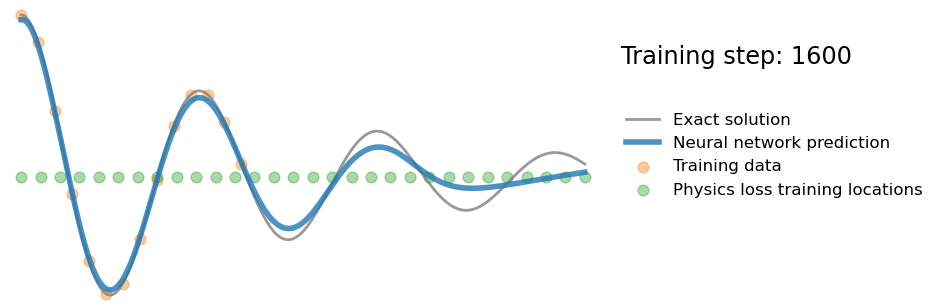 Training step: 1600
Exact solution
Neural network prediction
Training data
Physics loss training locations